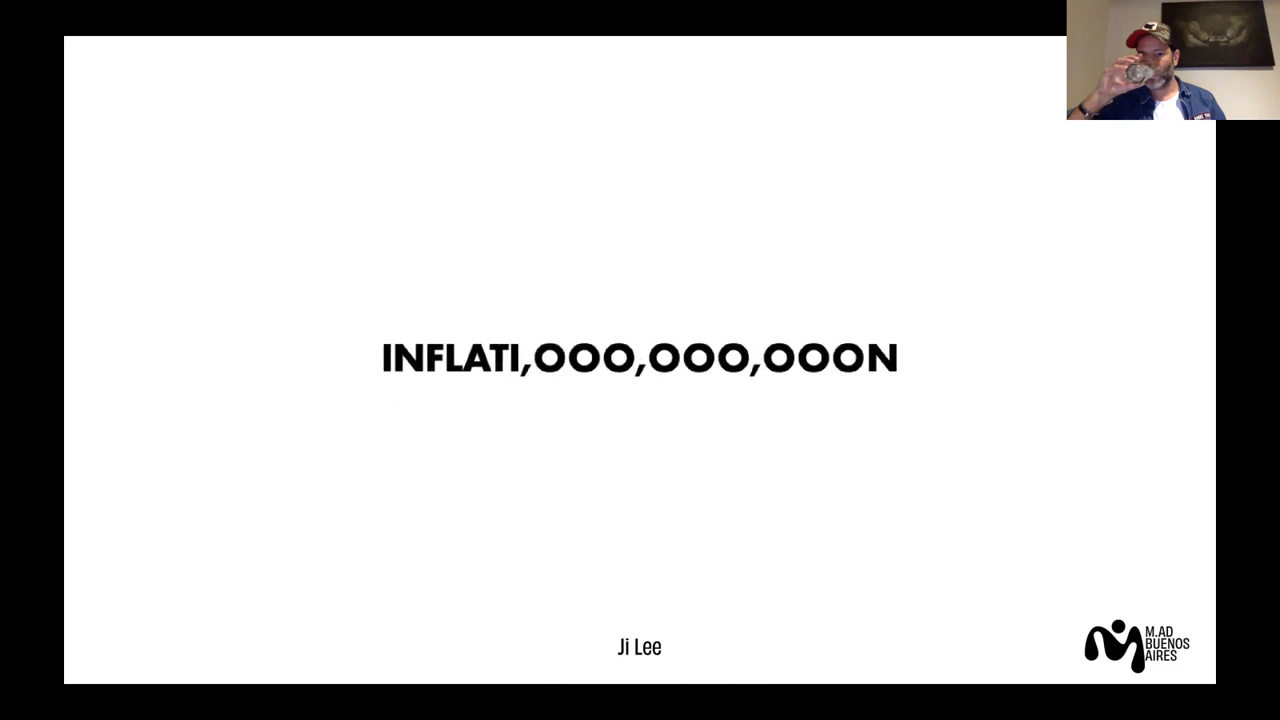 INFLATI,OOO,OOO,OOON
Ji Lee
M.AD
BUENOS
AIRES